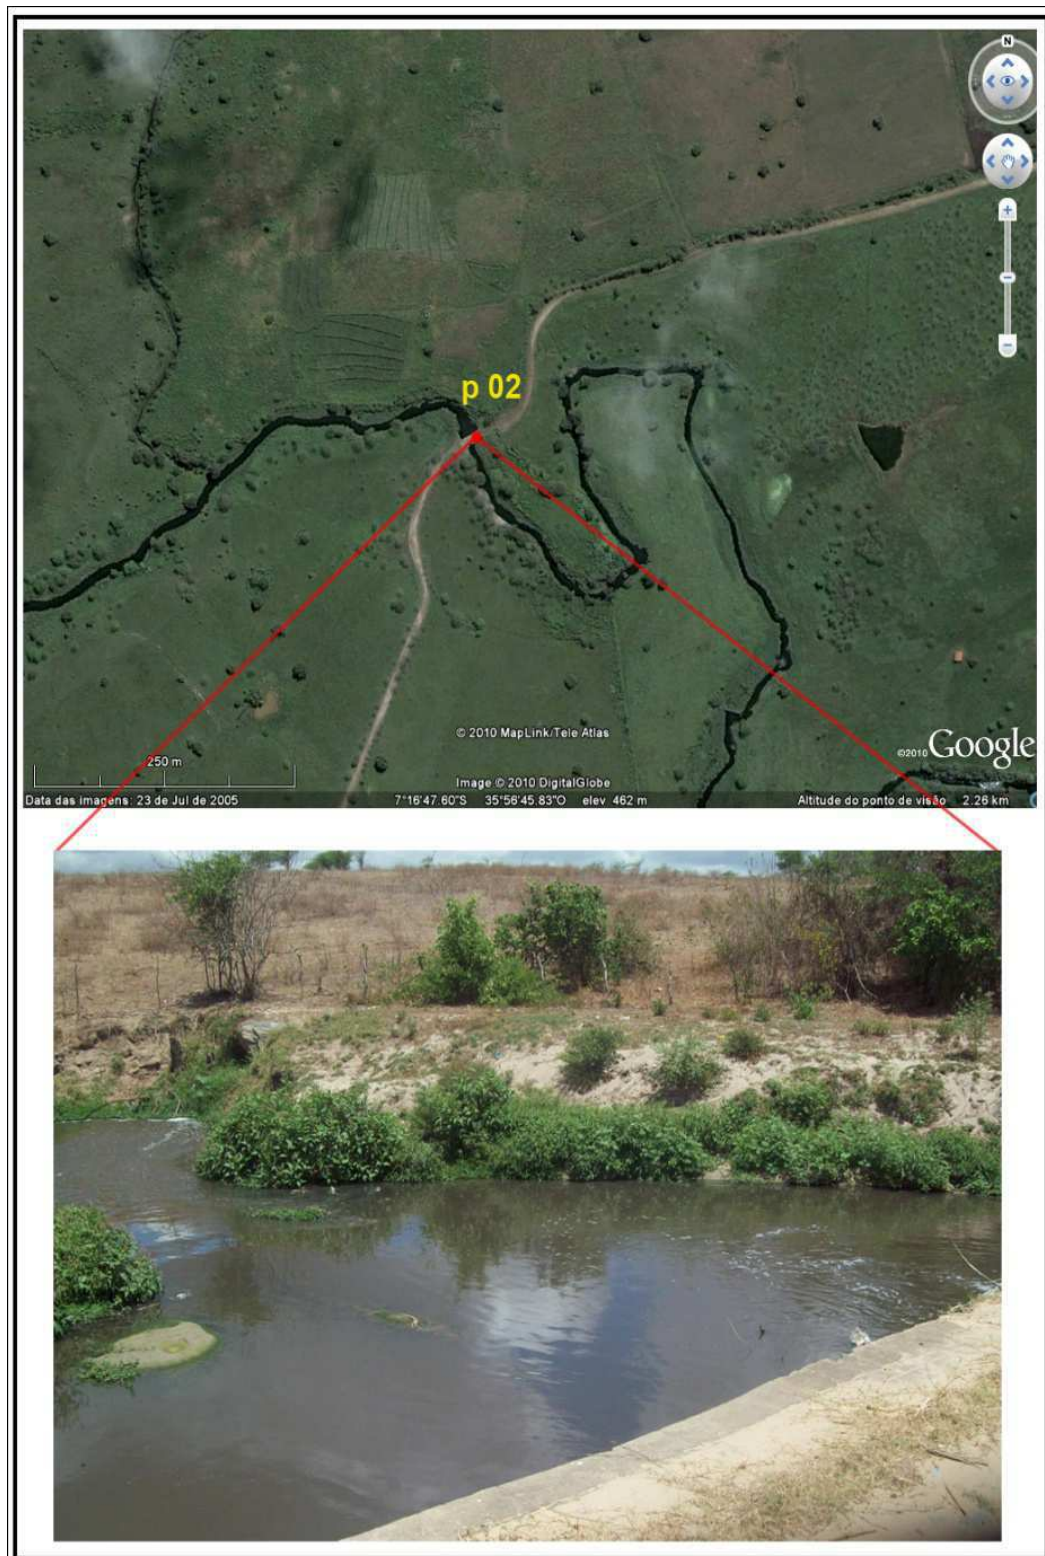 N
p 02
© 2010 MapLink/Tele Atlas
©2010 Google
250 m
Image © 2010 DigitalGlobe
Data das imagens: 23 de Jul de 2005 7°16'47.60"S 35°56'45.83"O elev 462 m Altitude do ponto de visão 2.26 km